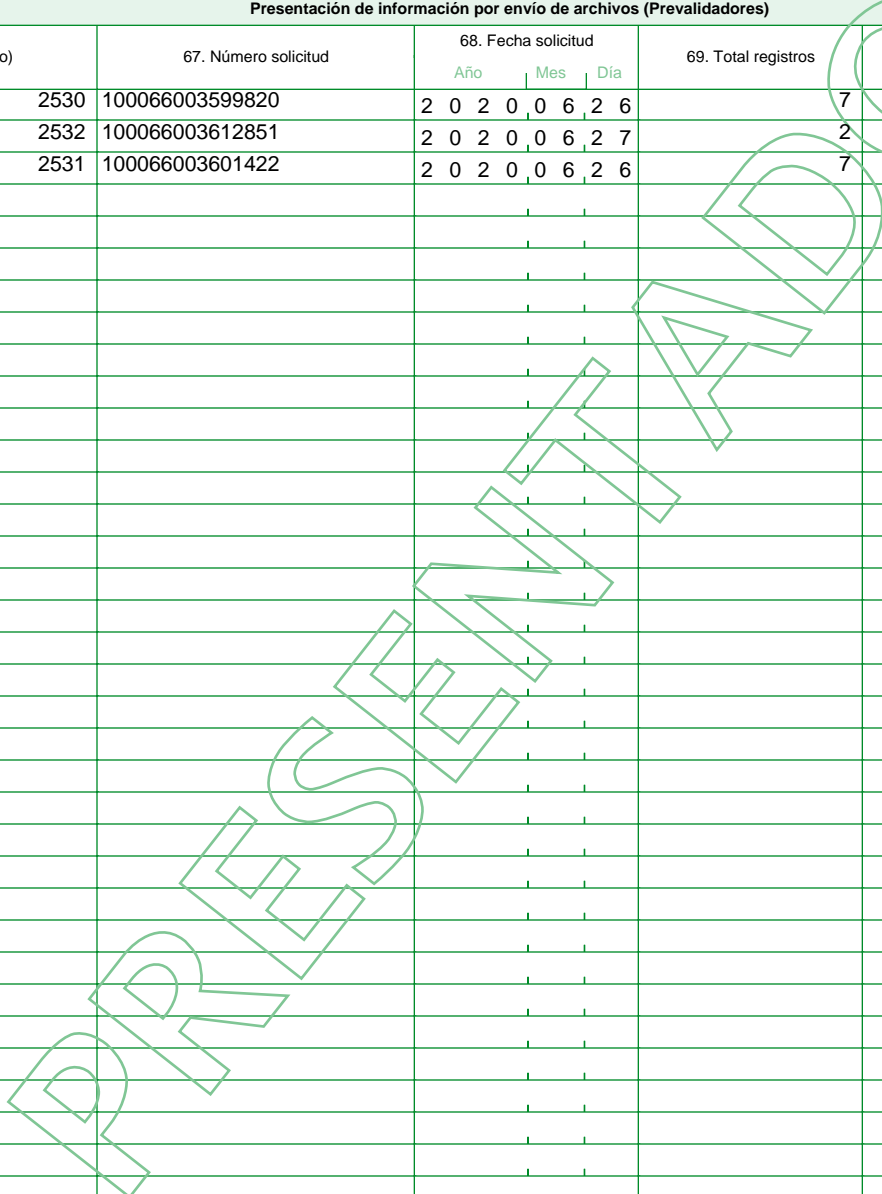 Presentación de información por envío de archivos (Prevalidadores)
o) 67. Número solicitud 68. Fecha solicitud 69. Total registros
Año Mes Día
2530 100066003599820 2 0 2 0 0 6 2 6 7
2532 100066003612851 2 0 2 0 0 6 2 7 2
2531 100066003601422 2 0 2 0 0 6 2 6 7
PRESENTADO